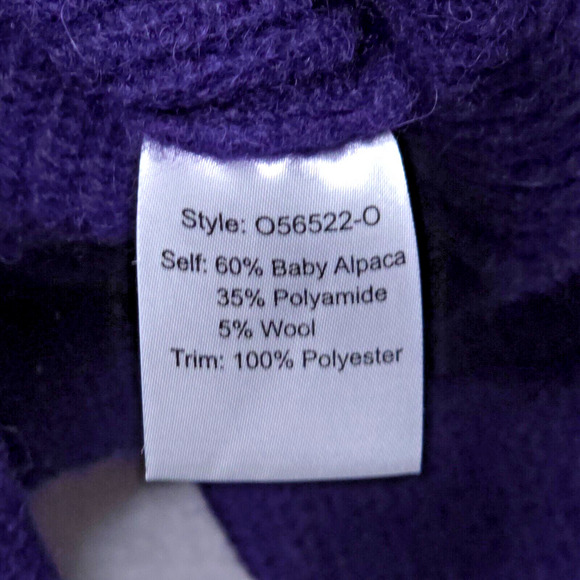 Style: O56522-O
Self: 60% Baby Alpaca
35% Polyamide
5% Wool
Trim: 100% Polyester